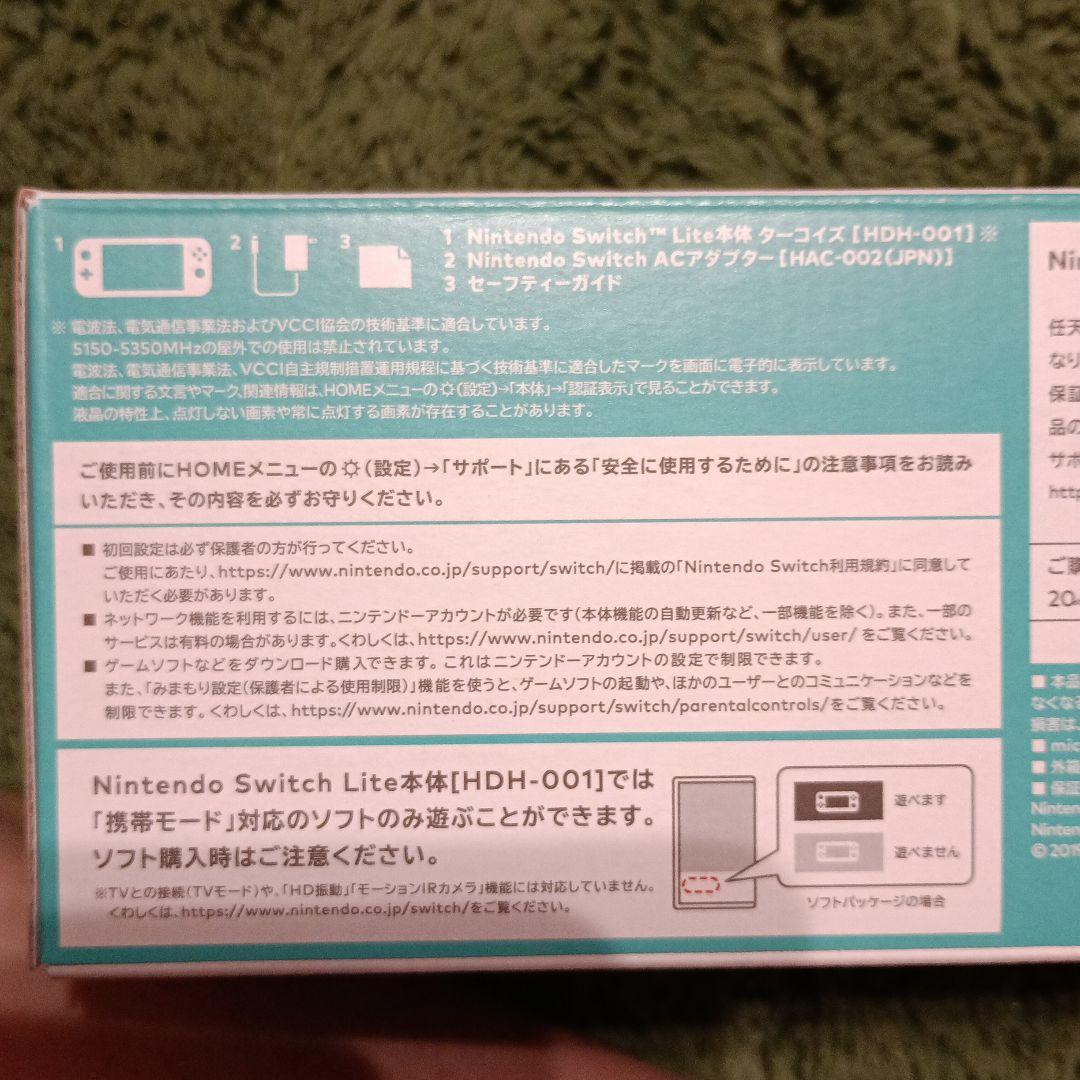 1 2 3
1 Nintendo Switch™ Lite本体 ターコイズ [HDH-001] ※
2 Nintendo Switch ACアダプター [HAC-002(JPN)]
3 セーフティーガイド
※ 電波法、電気通信事業法およびVCCI協会の技術基準に適合しています。
5150-5350MHzの屋外での使用は禁止されています。
電波法、電気通信事業法、VCCI自主規制措置運用規程に基づく技術基準に適合したマークを画面に電子的に表示しています。
適合に関する文言やマーク、関連情報は、HOMEメニューの(設定)→「本体」→「認証表示」で見ることができます。
液晶の特性上、点灯しない画素や常に点灯する画素が存在することがあります。
ご使用前にHOMEメニューの(設定)→「サポート」にある「安全に使用するために」の注意事項をお読み
いただき、その内容を必ずお守りください。
■ 初回設定は必ず保護者の方が行ってください。
ご使用にあたり、https://www.nintendo.co.jp/support/switch/に掲載の「Nintendo Switch利用規約」に同意して
いただく必要があります。
■ ネットワーク機能を利用するには、ニンテンドーアカウントが必要です(本体機能の自動更新など、一部機能を除く)。また、一部の
サービスは有料の場合があります。くわしくは、https://www.nintendo.co.jp/support/switch/user/ をご覧ください。
■ ゲームソフトなどをダウンロード購入できます。これはニンテンドーアカウントの設定で制限できます。
また、「みまもり設定(保護者による使用制限)」機能を使うと、ゲームソフトの起動や、ほかのユーザーとのコミュニケーションなどを
制限できます。くわしくは、https://www.nintendo.co.jp/support/switch/parentalcontrols/をご覧ください。
Nintendo Switch Lite本体[HDH-001]では
「携帯モード」対応のソフトのみ遊ぶことができます。
ソフト購入時はご注意ください。
※TVとの接続(TVモード)や、「HD振動」「モーションIRカメラ」機能には対応していません。
くわしくは、https://www.nintendo.co.jp/switch/をご覧ください。
遊べます
遊べません
ソフトパッケージの場合
Nin
任天
なり
保証
品の
サポ
http
ご購
20
■ 本品
なくな
損害は
■ mic
■ 外箱
■ 保証
Nintend
Nintend
© 2019